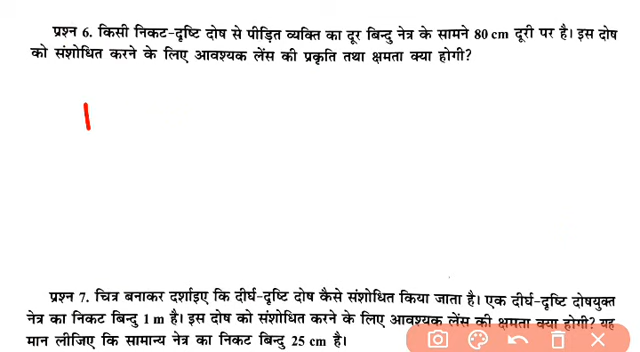 प्रश्न 6. किसी निकट-दृष्टि दोष से पीड़ित व्यक्ति का दूर बिन्दु नेत्र के सामने 80 cm दूरी पर है। इस दोष
को संशोधित करने के लिए आवश्यक लेंस की प्रकृति तथा क्षमता क्या होगी?
प्रश्न 7. चित्र बनाकर दर्शाइए कि दीर्घ-दृष्टि दोष कैसे संशोधित किया जाता है। एक दीर्घ-दृष्टि दोषयुक्त
नेत्र का निकट बिन्दु 1 m है। इस दोष को संशोधित करने के लिए आवश्यक लेंस की क्षमता क्या होगी? यह
मान लीजिए कि सामान्य नेत्र का निकट बिन्दु 25 cm है।